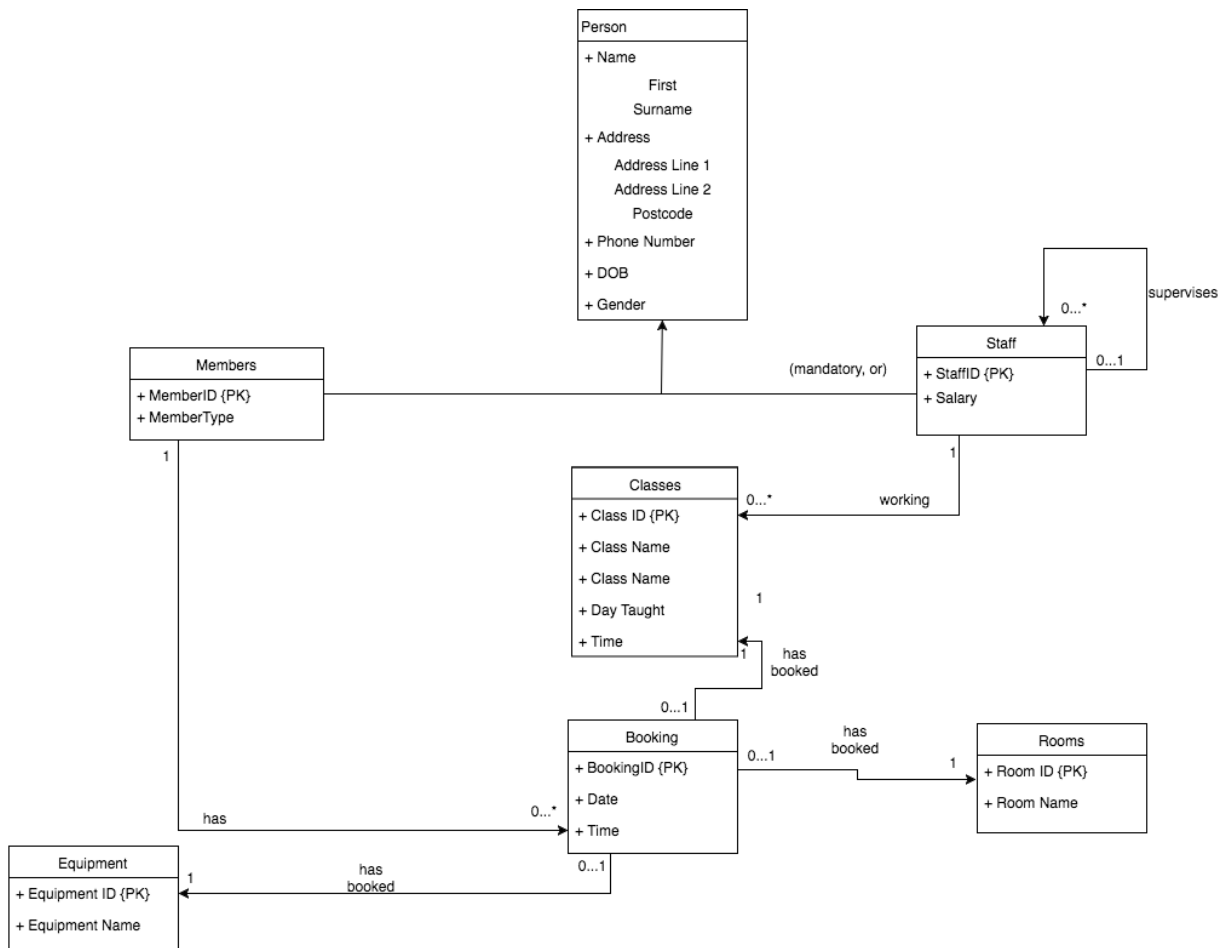 Person
+ Name
First
Surname
+ Address
Address Line 1
Address Line 2
Postcode
+ Phone Number
+ DOB
+ Gender
supervises
0...*
Staff
0...1
+ StaffID {PK}
+ Salary
(mandatory, or)
Members
+ MemberID {PK}
+ MemberType
1
1
Classes
0...*
working
+ Class ID {PK}
+ Class Name
+ Class Name
+ Day Taught
+ Time
1
1
has
booked
0...1
Booking
+ BookingID {PK}
+ Date
+ Time
0...1
has
booked
1
Rooms
+ Room ID {PK}
+ Room Name
has
0...*
0...1
has
booked
1
Equipment
+ Equipment ID {PK}
+ Equipment Name